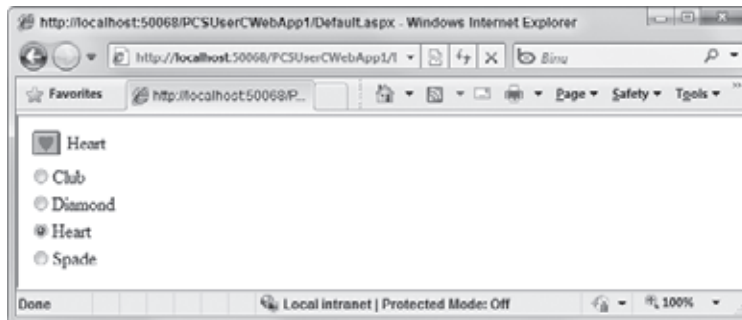 http://localhost:50068/PCSUserCWebApp1/Default.aspx - Windows Internet Explorer
http://localhost:50068/PCSUserCWebApp1/I
Bing
Favorites
http://localhost:50068/P...
Page
Safety
Tools
Heart
Club
Diamond
Heart
Spade
Done
Local intranet | Protected Mode: Off
100%